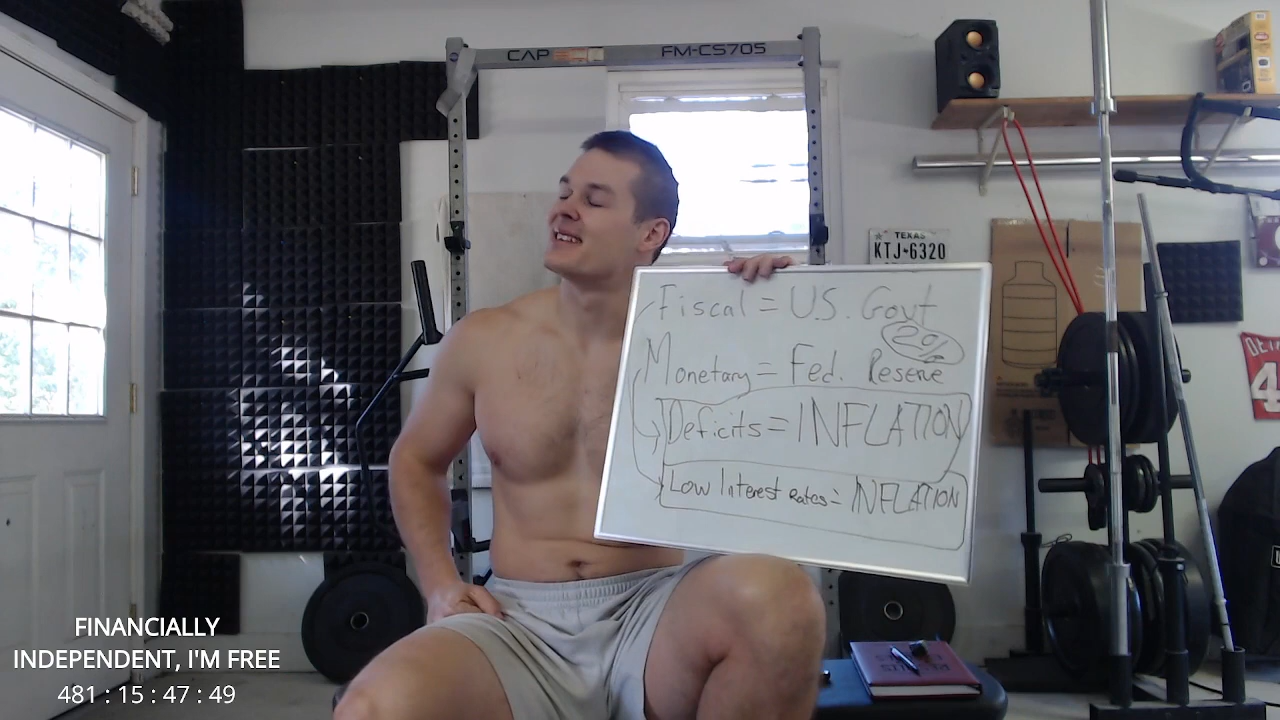 CAP
FM-CS705
TEXAS
KTJ 6320
Fiscal = U.S. Govt
2%
Monetary = Fed. Reserve
Deficits = INFLATION
Low Interest Rates = INFLATION
4
FINANCIALLY
INDEPENDENT, I'M FREE
481 : 15 : 47 : 49